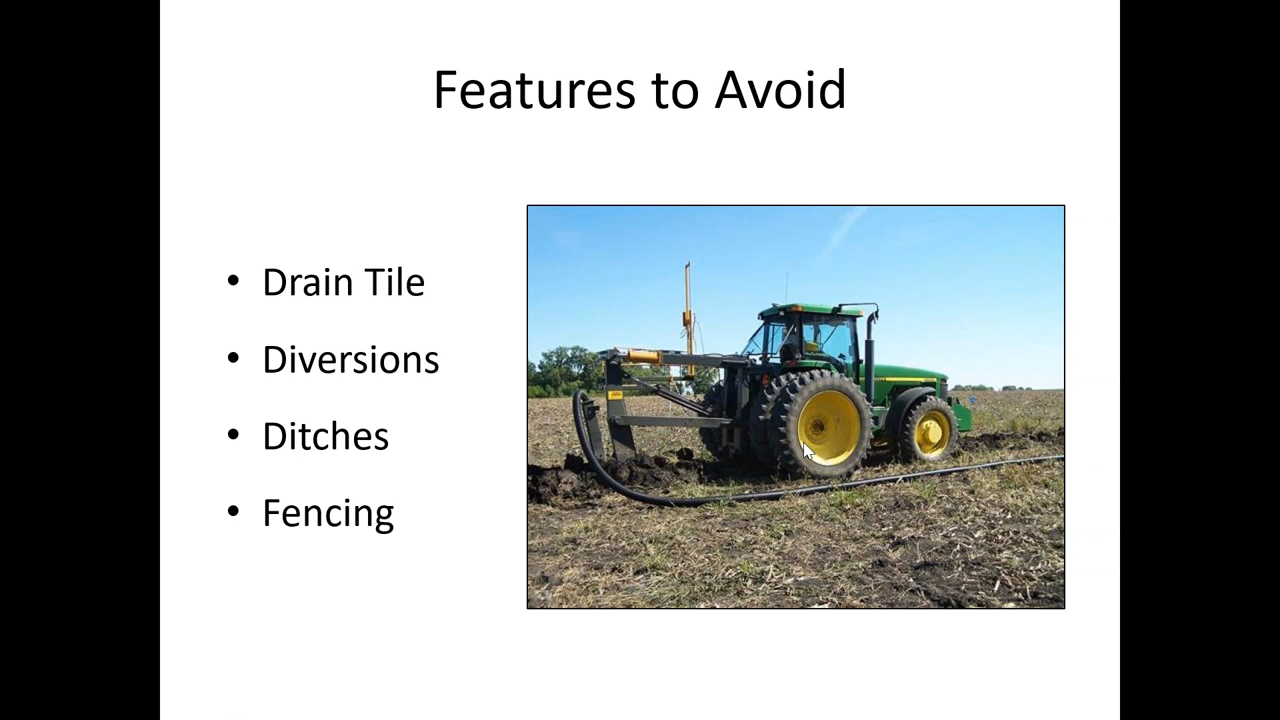 Features to Avoid
• Drain Tile
• Diversions
• Ditches
• Fencing